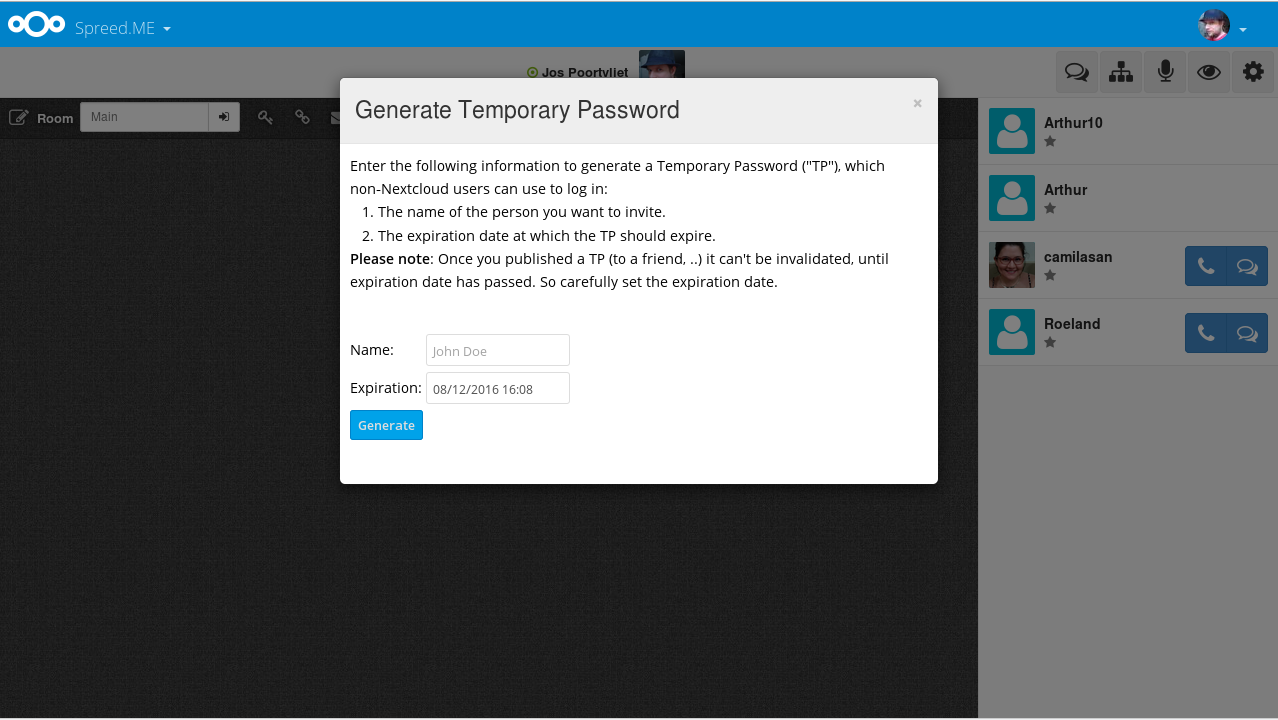 Spreed.ME
Jos Poortvliet
Generate Temporary Password
×
Room
Main
Enter the following information to generate a Temporary Password ("TP"), which
non-Nextcloud users can use to log in:
1. The name of the person you want to invite.
2. The expiration date at which the TP should expire.
Please note: Once you published a TP (to a friend, ..) it can't be invalidated, until
expiration date has passed. So carefully set the expiration date.
Name:
John Doe
Expiration:
08/12/2016 16:08
Generate
Arthur10
Arthur
camilasan
Roeland